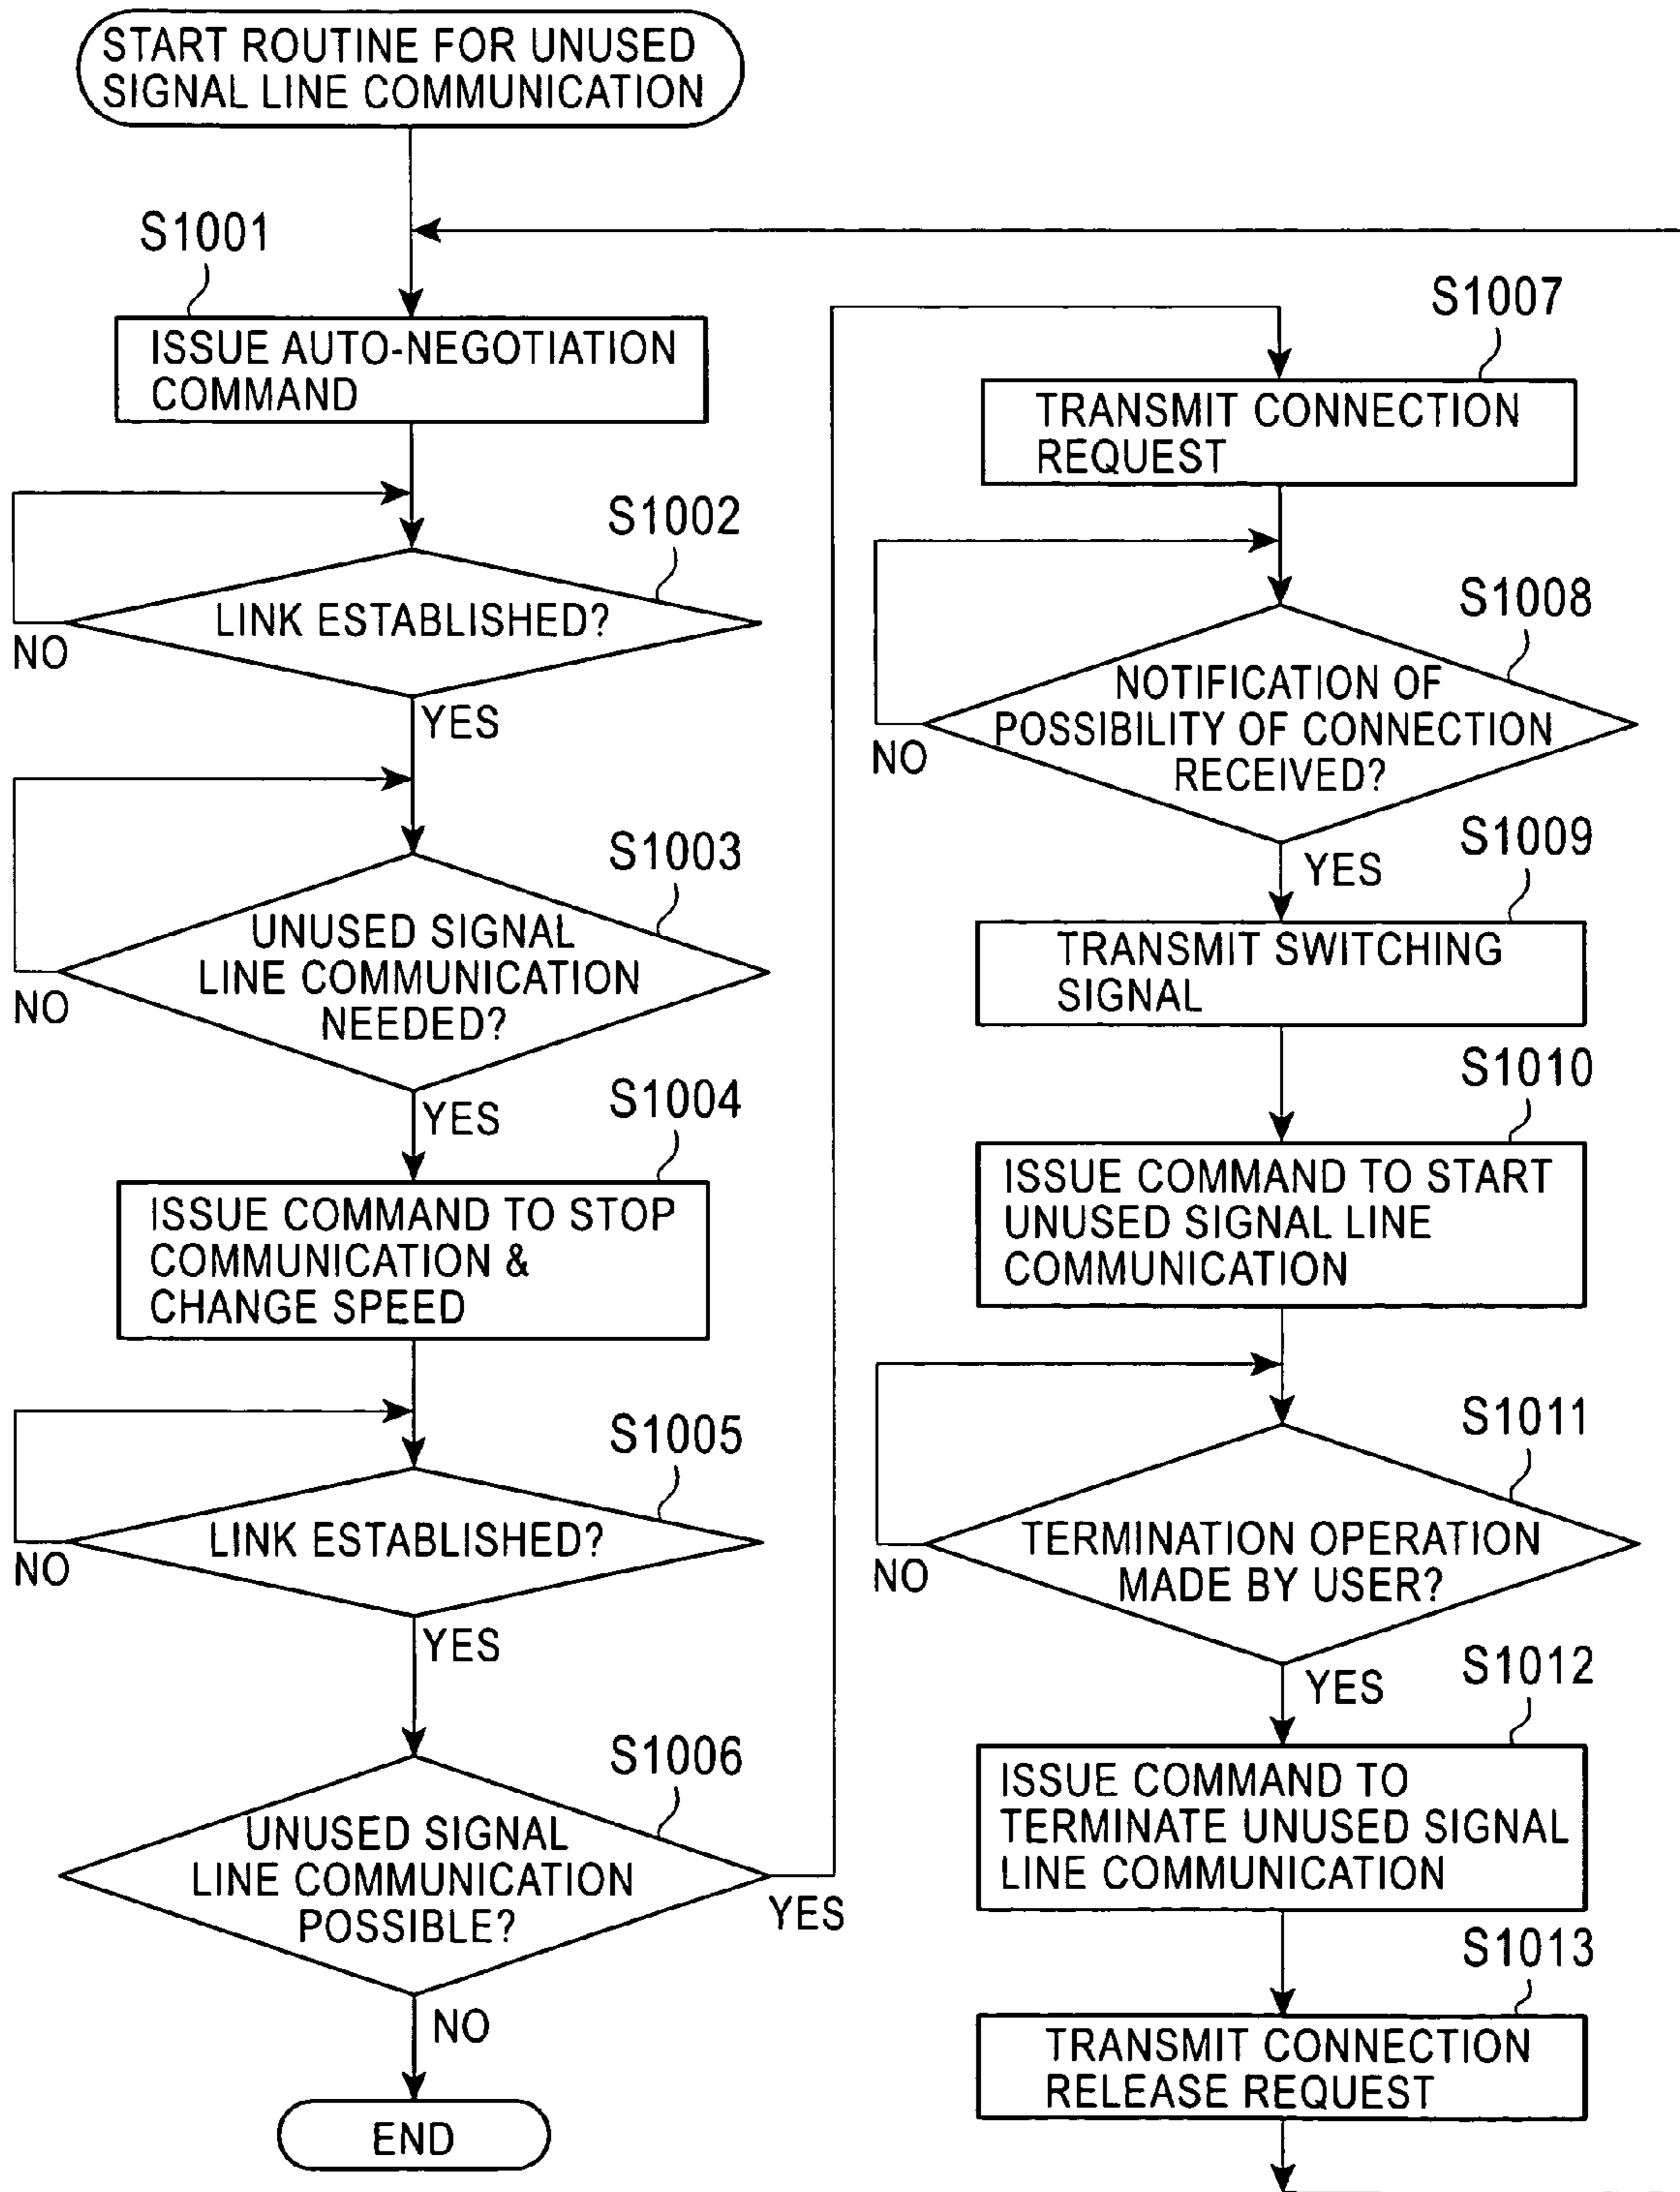 START ROUTINE FOR UNUSED
SIGNAL LINE COMMUNICATION
S1001
ISSUE AUTO-NEGOTIATION
COMMAND
S1002
LINK ESTABLISHED?
NO
YES
S1003
UNUSED SIGNAL
LINE COMMUNICATION
NEEDED?
NO
YES
S1004
ISSUE COMMAND TO STOP
COMMUNICATION &
CHANGE SPEED
S1005
LINK ESTABLISHED?
NO
YES
S1006
UNUSED SIGNAL
LINE COMMUNICATION
POSSIBLE?
YES
NO
END
S1007
TRANSMIT CONNECTION
REQUEST
S1008
NOTIFICATION OF
POSSIBILITY OF CONNECTION
RECEIVED?
NO
YES
S1009
TRANSMIT SWITCHING
SIGNAL
S1010
ISSUE COMMAND TO START
UNUSED SIGNAL LINE
COMMUNICATION
S1011
TERMINATION OPERATION
MADE BY USER?
NO
YES
S1012
ISSUE COMMAND TO
TERMINATE UNUSED SIGNAL
LINE COMMUNICATION
S1013
TRANSMIT CONNECTION
RELEASE REQUEST